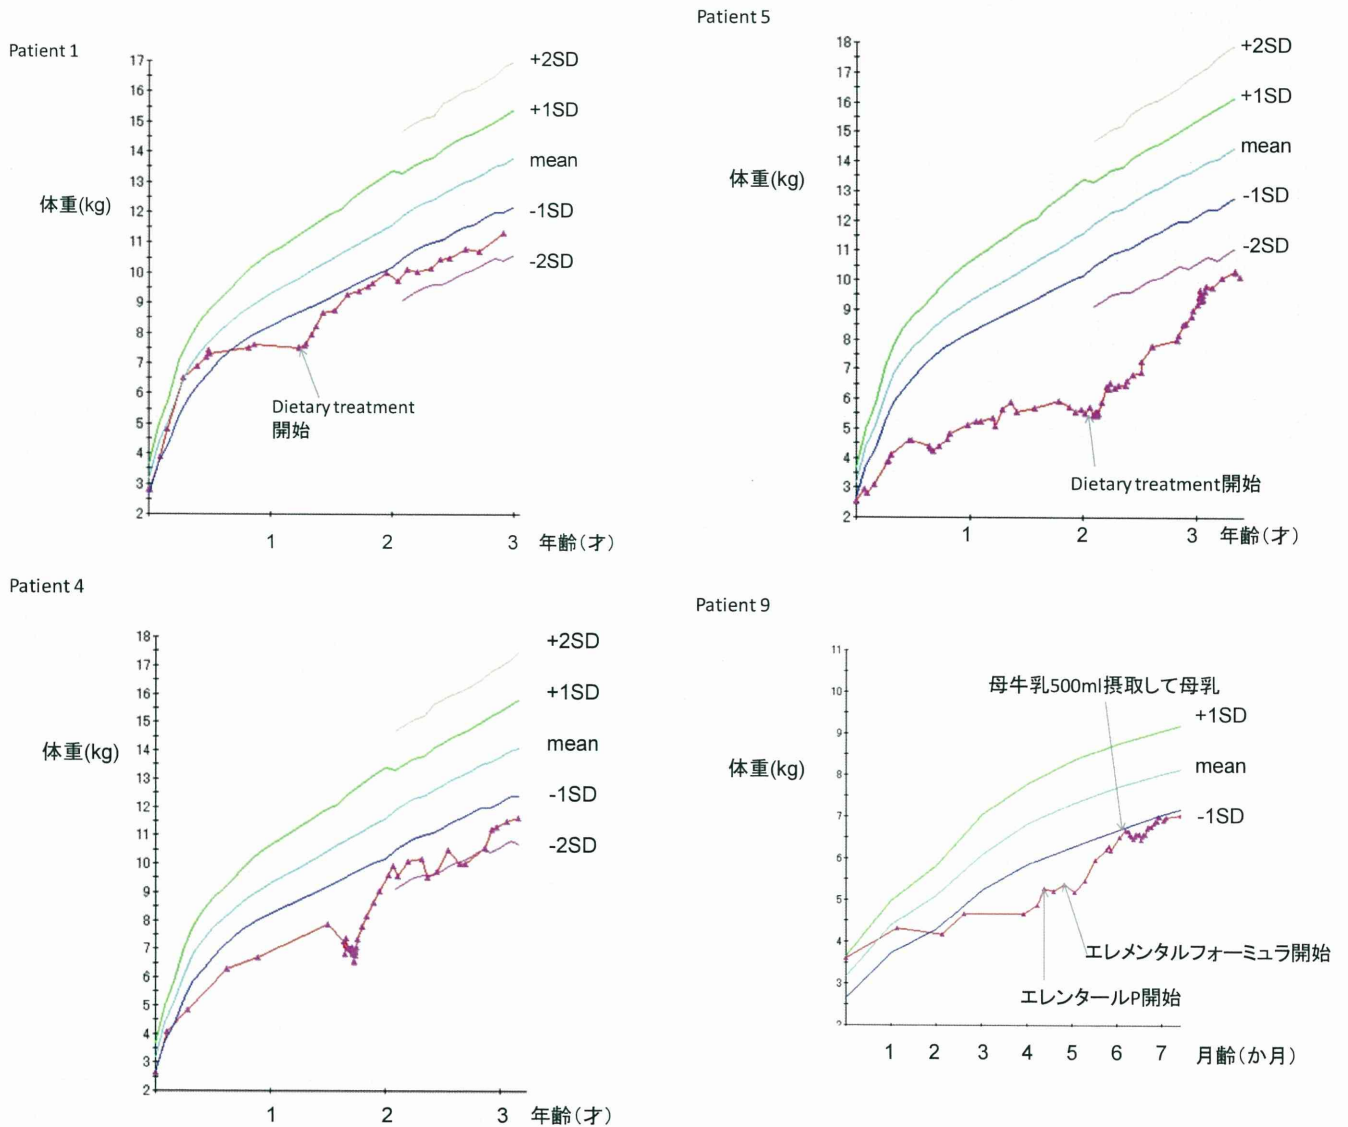 Patient 1
17
16
15
14
13
12
11
10
9
8
7
6
5
4
3
2
体重(kg)
+2SD
+1SD
mean
-1SD
-2SD
Dietary treatment
開始
1 2 3 年齢(才)
Patient 5
18
17
16
15
14
13
12
11
10
9
8
7
6
5
4
3
2
体重(kg)
+2SD
+1SD
mean
-1SD
-2SD
Dietary treatment開始
1 2 3 年齢(才)
Patient 4
18
17
16
15
14
13
12
11
10
9
8
7
6
5
4
3
2
体重(kg)
+2SD
+1SD
mean
-1SD
-2SD
1 2 3 年齢(才)
Patient 9
11
10
9
8
7
6
5
4
3
2
体重(kg)
母牛乳500ml摂取して母乳
+1SD
mean
-1SD
エレメンタルフォーミュラ開始
エレンタールP開始
1 2 3 4 5 6 7 月齢(か月)